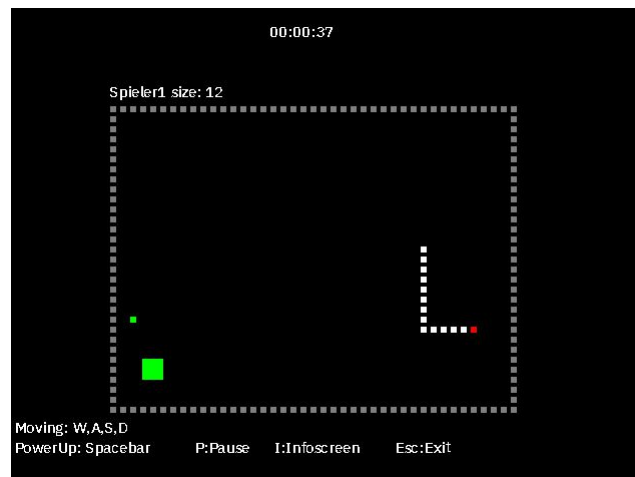 00:00:37
Spieler1 size: 12
Moving: W,A,S,D
PowerUp: Spacebar P:Pause I:Infoscreen Esc:Exit